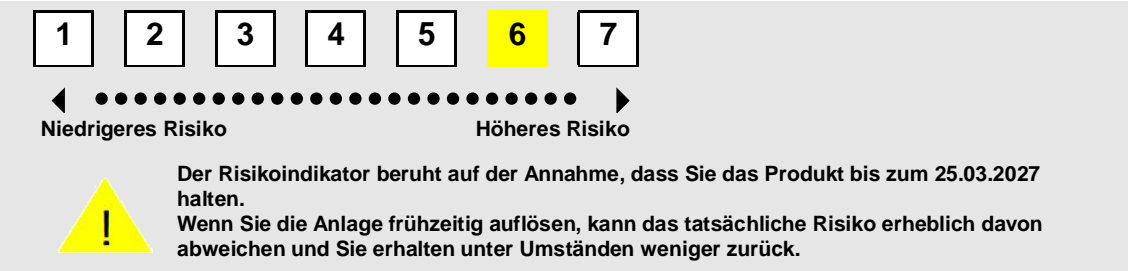 1 2 3 4 5 6 7
Niedrigeres Risiko Höheres Risiko
Der Risikoindikator beruht auf der Annahme, dass Sie das Produkt bis zum 25.03.2027
halten.
Wenn Sie die Anlage frühzeitig auflösen, kann das tatsächliche Risiko erheblich davon
abweichen und Sie erhalten unter Umständen weniger zurück.
!